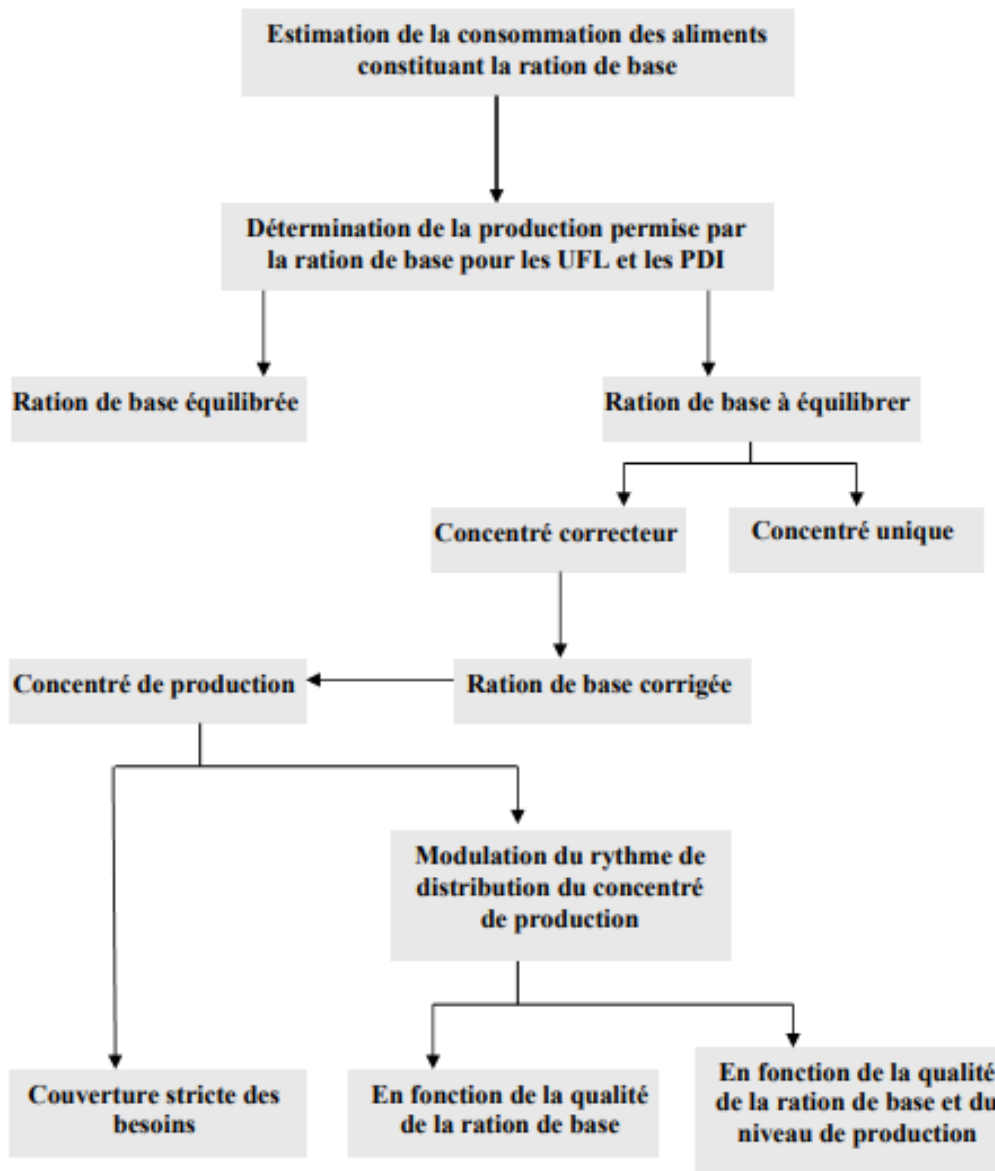 Estimation de la consommation des aliments
constituant la ration de base
Détermination de la production permise par
la ration de base pour les UFL et les PDI
Ration de base équilibrée
Ration de base à équilibrer
Concentré correcteur
Concentré unique
Concentré de production
Ration de base corrigée
Modulation du rythme de
distribution du concentré
de production
Couverture stricte des
besoins
En fonction de la qualité
de la ration de base
En fonction de la qualité
de la ration de base et du
niveau de production